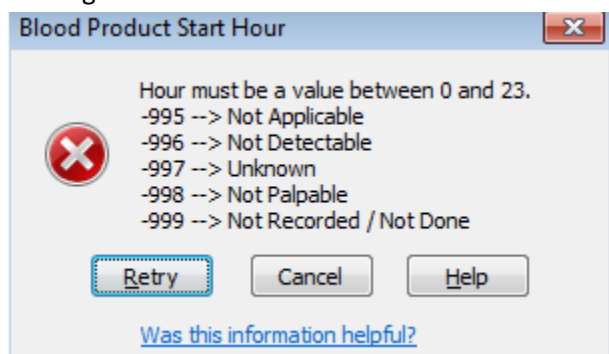 Blood Product Start Hour
Hour must be a value between 0 and 23.
-995 --> Not Applicable
-996 --> Not Detectable
-997 --> Unknown
-998 --> Not Palpable
-999 --> Not Recorded / Not Done
Retry Cancel Help
Was this information helpful?